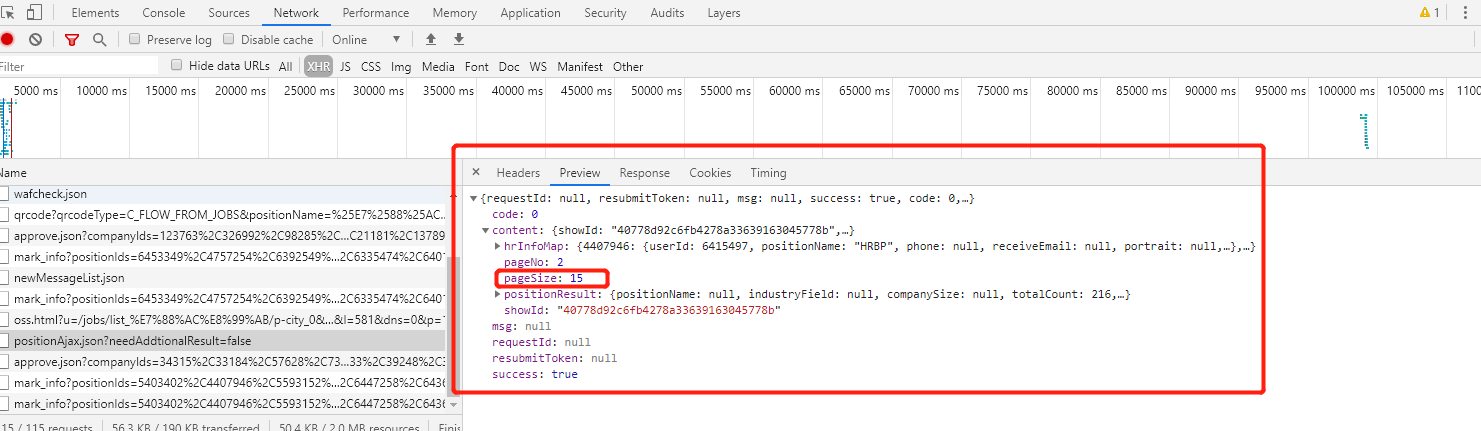 Elements Console Sources Network Performance Memory Application Security Audits Layers 1
Preserve log Disable cache Online
Filter Hide data URLs All XHR JS CSS Img Media Font Doc WS Manifest Other
5000 ms 10000 ms 15000 ms 20000 ms 25000 ms 30000 ms 35000 ms 40000 ms 45000 ms 50000 ms 55000 ms 60000 ms 65000 ms 70000 ms 75000 ms 80000 ms 85000 ms 90000 ms 95000 ms 100000 ms 105000 ms 11000
Name
wafcheck.json
qrcode?qrcodeType=C_FLOW_FROM_JOBS&positionName=%25E7%2588%25AC...
approve.json?companyIds=123763%2C326992%2C98285%2C...C21181%2C13789
mark_info?positionIds=6453349%2C4757254%2C6392549%...2C6335474%2C6401
newMessageList.json
mark_info?positionIds=6453349%2C4757254%2C6392549%...2C6335474%2C6401
oss.html?u=/jobs/list_%E7%88%AC%E8%99%AB/p-city_0&...&l=581&dns=0&p=1
positionAjax.json?needAddtionalResult=false
approve.json?companyIds=34315%2C33184%2C57628%2C73...33%2C39248%2C3
mark_info?positionIds=5403402%2C4407946%2C5593152%...2C6447258%2C6436
mark_info?positionIds=5403402%2C4407946%2C5593152%...2C6447258%2C6436
15 / 115 requests 56.3 KB / 190 KB transferred 50.4 KB / 2.0 MB resources Finis
× Headers Preview Response Cookies Timing
{requestId: null, resubmitToken: null, msg: null, success: true, code: 0,…}
code: 0
content: {showId: "40778d92c6fb4278a33639163045778b",…}
hrInfoMap: {4407946: {userId: 6415497, positionName: "HRBP", phone: null, receiveEmail: null, portrait: null,…},…}
pageNo: 2
pageSize: 15
positionResult: {positionName: null, industryField: null, companySize: null, totalCount: 216,…}
showId: "40778d92c6fb4278a33639163045778b"
msg: null
requestId: null
resubmitToken: null
success: true